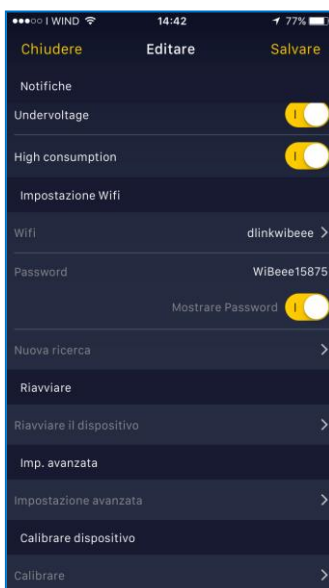 I WIND 14:42 77%
Chiudere Editare Salvare
Notifiche
Undervoltage
High consumption
Impostazione Wifi
Wifi dlinkwibeee
Password WiBeee15875
Mostrare Password
Nuova ricerca
Riavviare
Riavviare il dispositivo
Imp. avanzata
Impostazione avanzata
Calibrare dispositivo
Calibrare